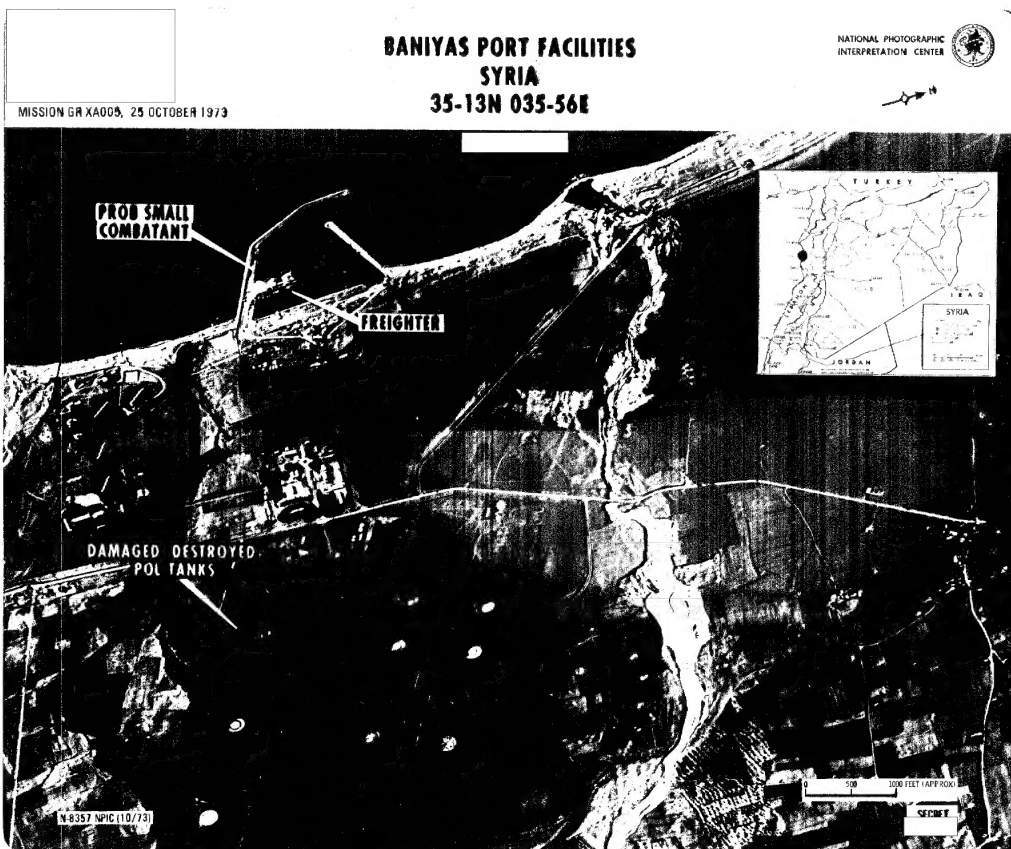 BANIYAS PORT FACILITIES
SYRIA
35-13N 035-56E
NATIONAL PHOTOGRAPHIC
INTERPRETATION CENTER
N
MISSION GR XA005, 25 OCTOBER 1973
PROB SMALL
COMBATANT
FREIGHTER
DAMAGED DESTROYED
POL TANKS
TURKEY
LEBANON
IRAQ
JORDAN
SYRIA
0 500 1000 FEET (APPROX)
N-8357 NPIC (10/73)
SECRET